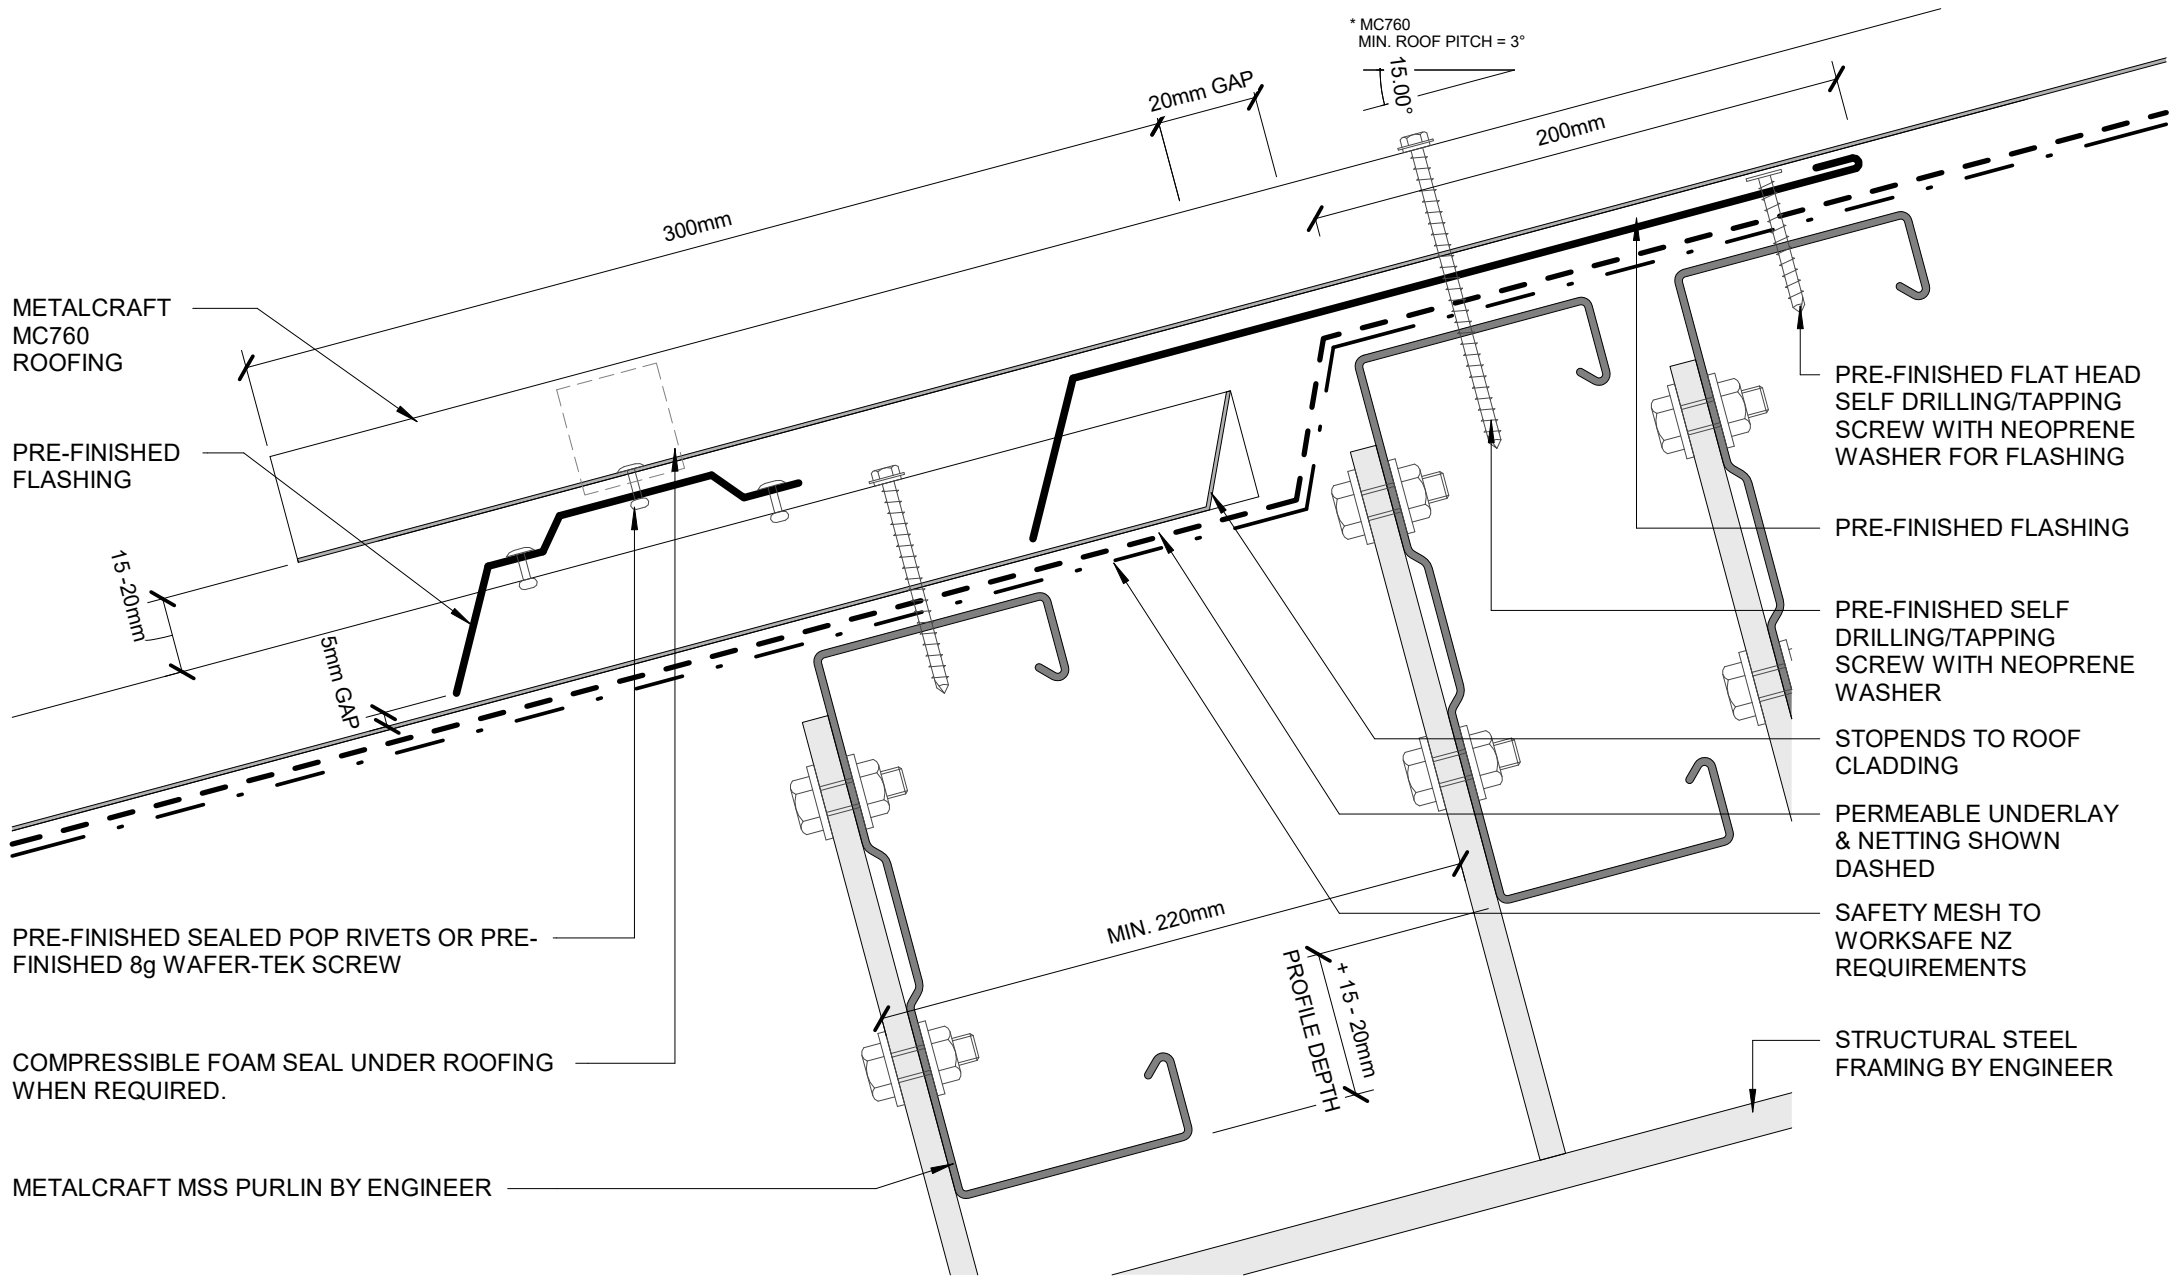 * MC760
MIN. ROOF PITCH = 3°
15.00°
20mm GAP
200mm
300mm
METALCRAFT
MC760
ROOFING
PRE-FINISHED
FLASHING
15 -20mm
5mm GAP
PRE-FINISHED SEALED POP RIVETS OR PRE-
FINISHED 8g WAFER-TEK SCREW
COMPRESSIBLE FOAM SEAL UNDER ROOFING
WHEN REQUIRED.
METALCRAFT MSS PURLIN BY ENGINEER
MIN. 220mm
PROFILE DEPTH
+ 15 - 20mm
PRE-FINISHED FLAT HEAD
SELF DRILLING/TAPPING
SCREW WITH NEOPRENE
WASHER FOR FLASHING
PRE-FINISHED FLASHING
PRE-FINISHED SELF
DRILLING/TAPPING
SCREW WITH NEOPRENE
WASHER
STOPENDS TO ROOF
CLADDING
PERMEABLE UNDERLAY
& NETTING SHOWN
DASHED
SAFETY MESH TO
WORKSAFE NZ
REQUIREMENTS
STRUCTURAL STEEL
FRAMING BY ENGINEER